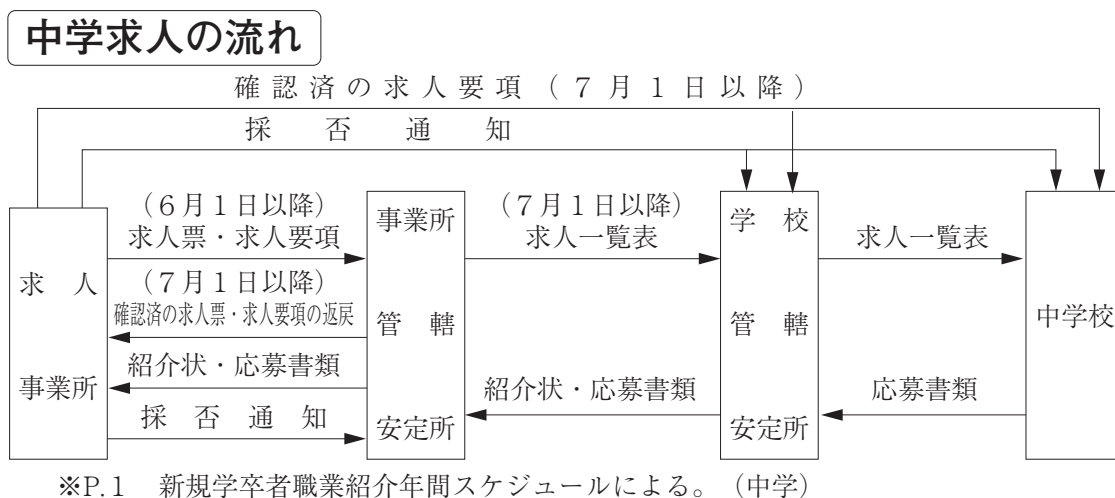 中学求人の流れ
確認済の求人要項（７月１日以降）
採否通知
（６月１日以降）
求人票・求人要項
（７月１日以降）
確認済の求人票・求人要項の返戻
紹介状・応募書類
採否通知
求人
事業所
事業所
管轄
安定所
（７月１日以降）
求人一覧表
紹介状・応募書類
学校
管轄
安定所
求人一覧表
応募書類
中学校
※P.1　新規学卒者職業紹介年間スケジュールによる。（中学）